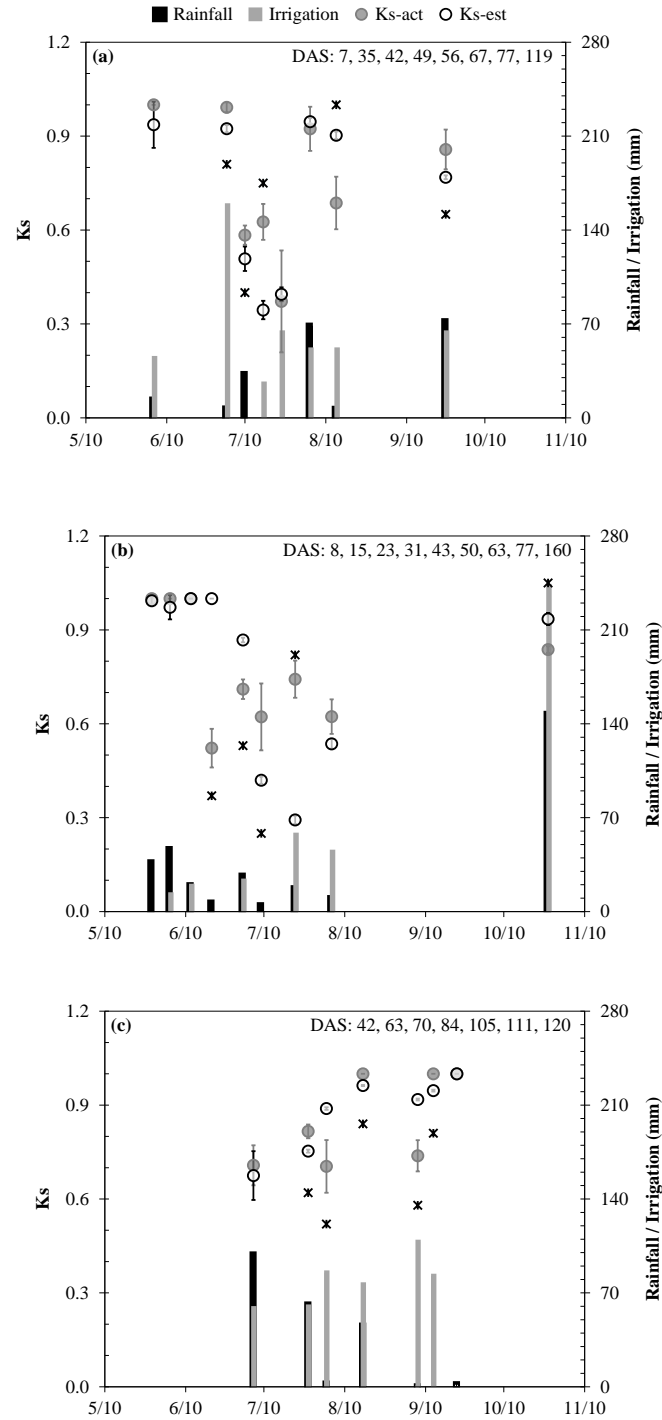 Rainfall Irrigation Ks-act Ks-est
(a) DAS: 7, 35, 42, 49, 56, 67, 77, 119
1.2 280
0.9 210
0.6 140
0.3 70
0.0 0
Ks
Rainfall / Irrigation (mm)
5/10 6/10 7/10 8/10 9/10 10/10 11/10
(b) DAS: 8, 15, 23, 31, 43, 50, 63, 77, 160
1.2 280
0.9 210
0.6 140
0.3 70
0.0 0
Ks
Rainfall / Irrigation (mm)
5/10 6/10 7/10 8/10 9/10 10/10 11/10
(c) DAS: 42, 63, 70, 84, 105, 111, 120
1.2 280
0.9 210
0.6 140
0.3 70
0.0 0
Ks
Rainfall / Irrigation (mm)
5/10 6/10 7/10 8/10 9/10 10/10 11/10